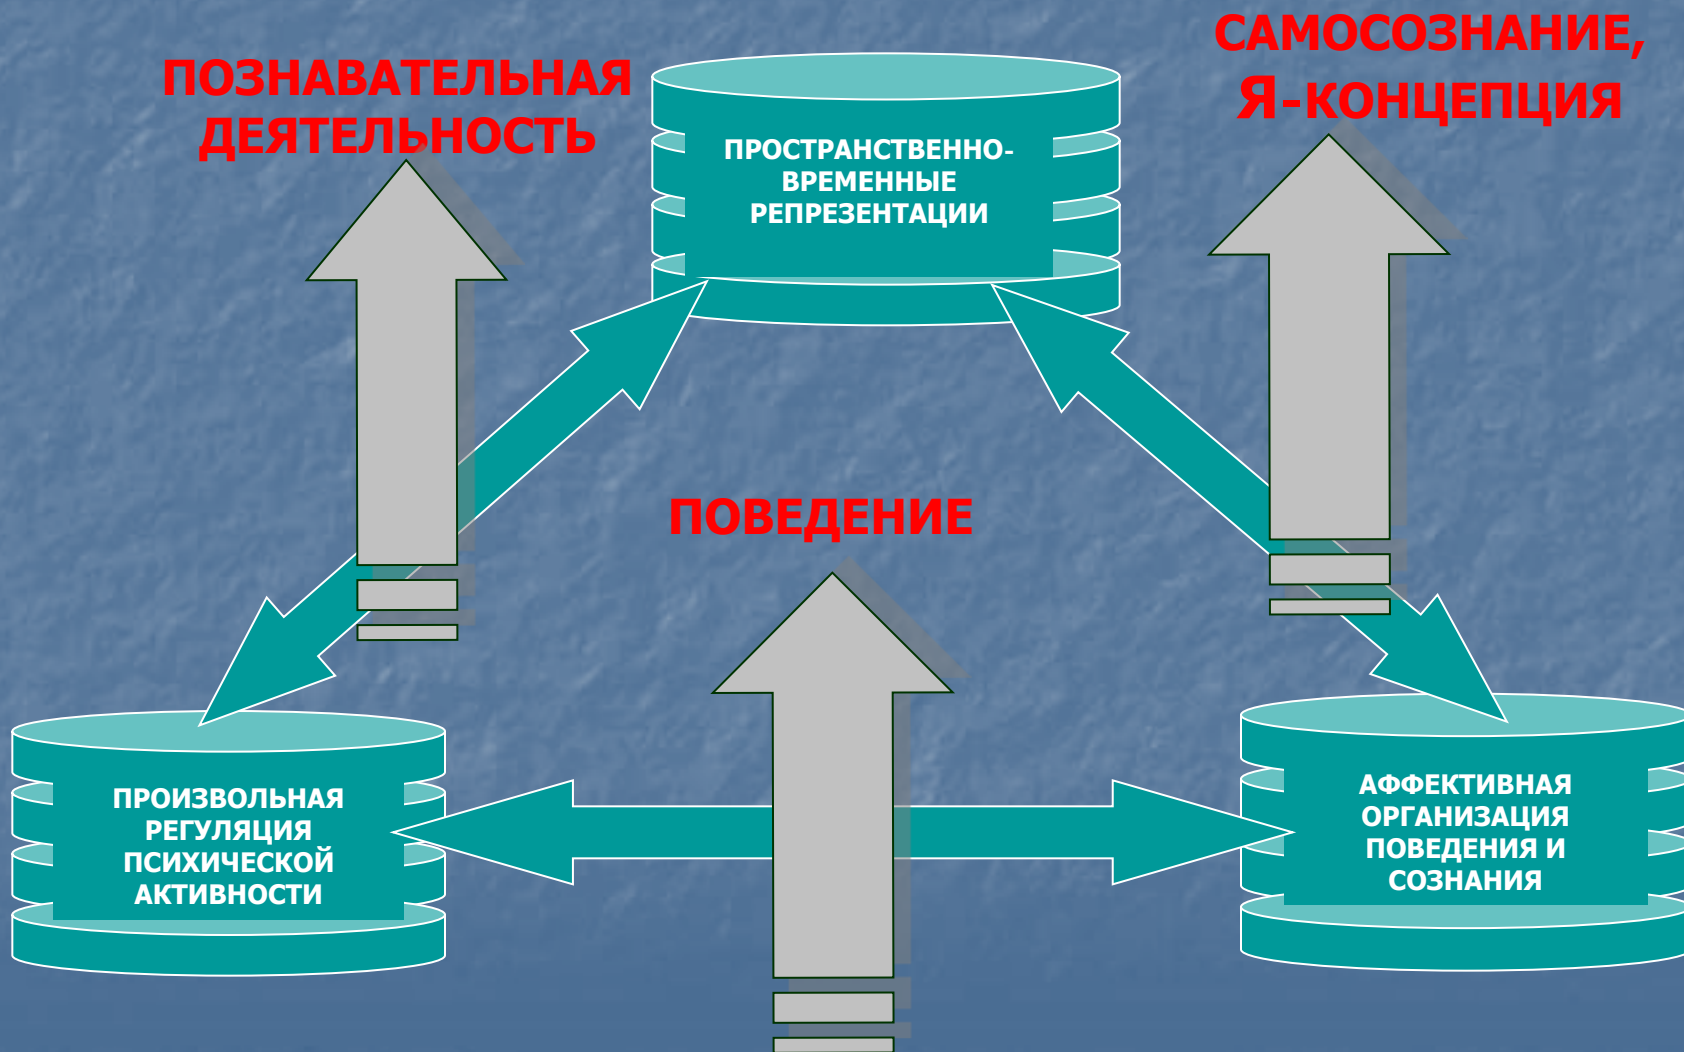 ПОЗНАВАТЕЛЬНАЯ
ДЕЯТЕЛЬНОСТЬ
ПРОСТРАНСТВЕННО-
ВРЕМЕННЫЕ
РЕПРЕЗЕНТАЦИИ
САМОСОЗНАНИЕ,
Я-КОНЦЕПЦИЯ
ПОВЕДЕНИЕ
ПРОИЗВОЛЬНАЯ
РЕГУЛЯЦИЯ
ПСИХИЧЕСКОЙ
АКТИВНОСТИ
АФФЕКТИВНАЯ
ОРГАНИЗАЦИЯ
ПОВЕДЕНИЯ И
СОЗНАНИЯ